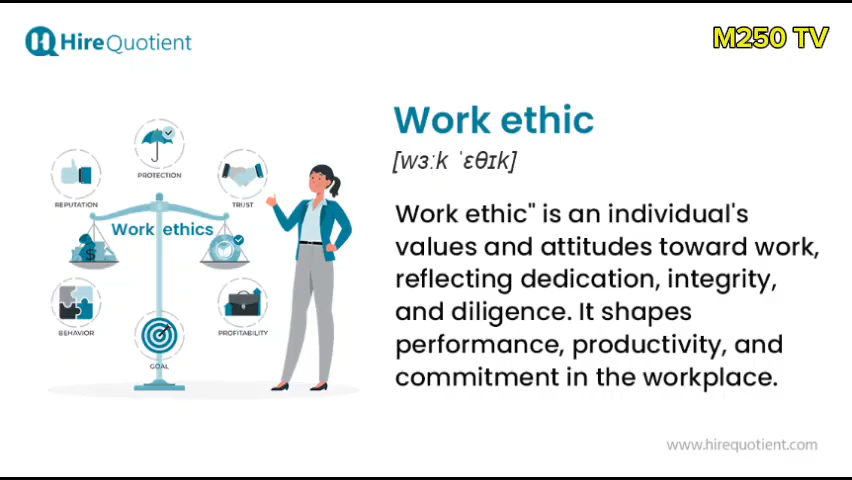 HireQuotient
M250 TV
Work ethic
[wɜːk ˈɛθɪk]
Work ethic" is an individual's
values and attitudes toward work,
reflecting dedication, integrity,
and diligence. It shapes
performance, productivity, and
commitment in the workplace.
PROTECTION
REPUTATION
TRUST
Work ethics
$
BEHAVIOR
PROFITABILITY
GOAL
www.hirequotient.com